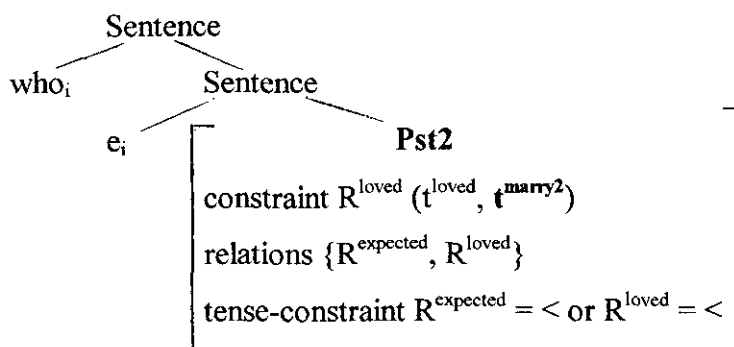 Sentence
who_i Sentence
e_i Pst2
constraint R^loved (t^loved, t^marry2)
relations {R^expected, R^loved}
tense-constraint R^expected = < or R^loved = <